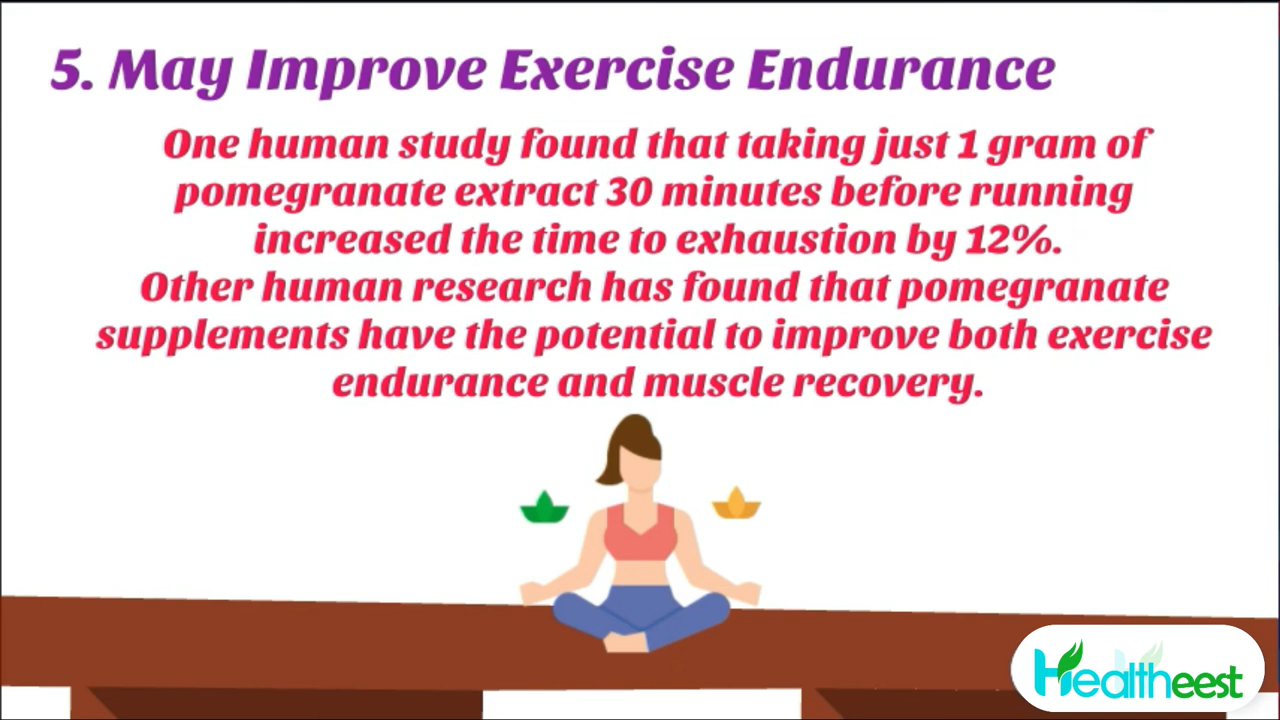 5. May Improve Exercise Endurance
One human study found that taking just 1 gram of
pomegranate extract 30 minutes before running
increased the time to exhaustion by 12%.
Other human research has found that pomegranate
supplements have the potential to improve both exercise
endurance and muscle recovery.
Healtheest